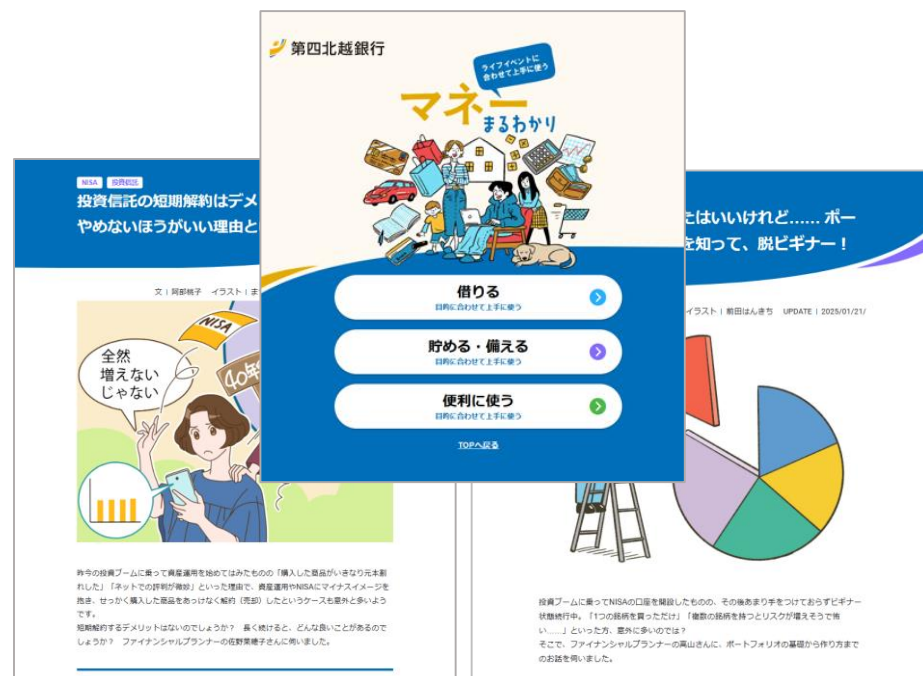 第四北越銀行
ライフイベントに
合わせて上手に使う
マネー
まるわかり
借りる
目的に合わせて上手に使う
貯める・備える
目的に合わせて上手に使う
便利に使う
目的に合わせて上手に使う
TOPへ戻る
NISA 投資信託
投資信託の短期解約はデメ
やめないほうがいい理由と
文|阿部桃子 イラスト|ま
NISA
全然
増えない
じゃない
40年
昨今の投資ブームに乗って資産運用を始めてはみたものの「購入した商品がいきなり元本割
れした」「ネットでの評判が微妙」といった理由で、資産運用やNISAにマイナスイメージを
抱き、せっかく購入した商品をあっけなく解約（売却）したというケースも意外と多いよう
です。
短期解約するデメリットはないのでしょうか？ 長く続けると、どんな良いことがあるので
しょうか？ ファイナンシャルプランナーの佐野菜穂子さんに伺いました。
たはいいけれど…… ポー
を知って、脱ビギナー！
イラスト|前田はんきち UPDATE|2025/01/21/
投資ブームに乗ってNISAの口座を開設したものの、その後あまり手をつけておらずビギナー
状態続行中。「1つの銘柄を買っただけ」「複数の銘柄を持つとリスクが増えそうで怖
い……」といった方、意外に多いのでは？
そこで、ファイナンシャルプランナーの高山さんに、ポートフォリオの基礎から作り方まで
のお話を伺いました。